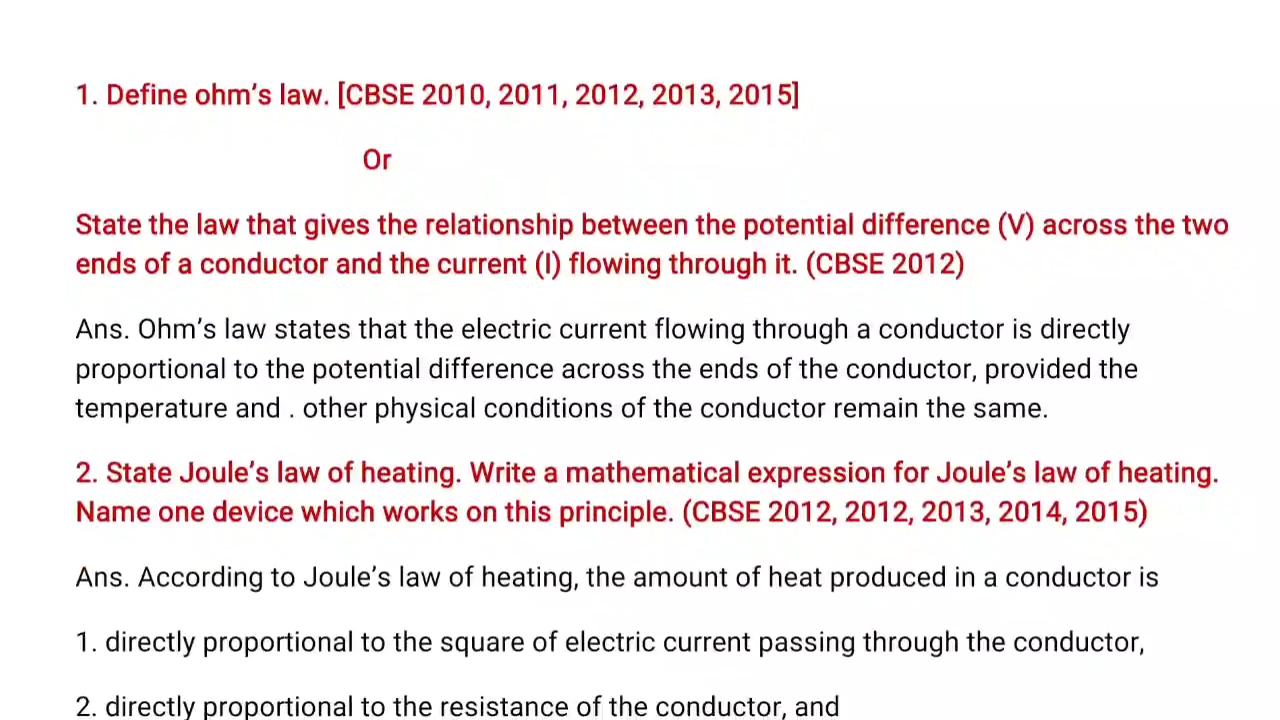 1. Define ohm's law. [CBSE 2010, 2011, 2012, 2013, 2015]
Or
State the law that gives the relationship between the potential difference (V) across the two
ends of a conductor and the current (I) flowing through it. (CBSE 2012)
Ans. Ohm's law states that the electric current flowing through a conductor is directly
proportional to the potential difference across the ends of the conductor, provided the
temperature and . other physical conditions of the conductor remain the same.
2. State Joule's law of heating. Write a mathematical expression for Joule's law of heating.
Name one device which works on this principle. (CBSE 2012, 2012, 2013, 2014, 2015)
Ans. According to Joule's law of heating, the amount of heat produced in a conductor is
1. directly proportional to the square of electric current passing through the conductor,
2. directly proportional to the resistance of the conductor, and